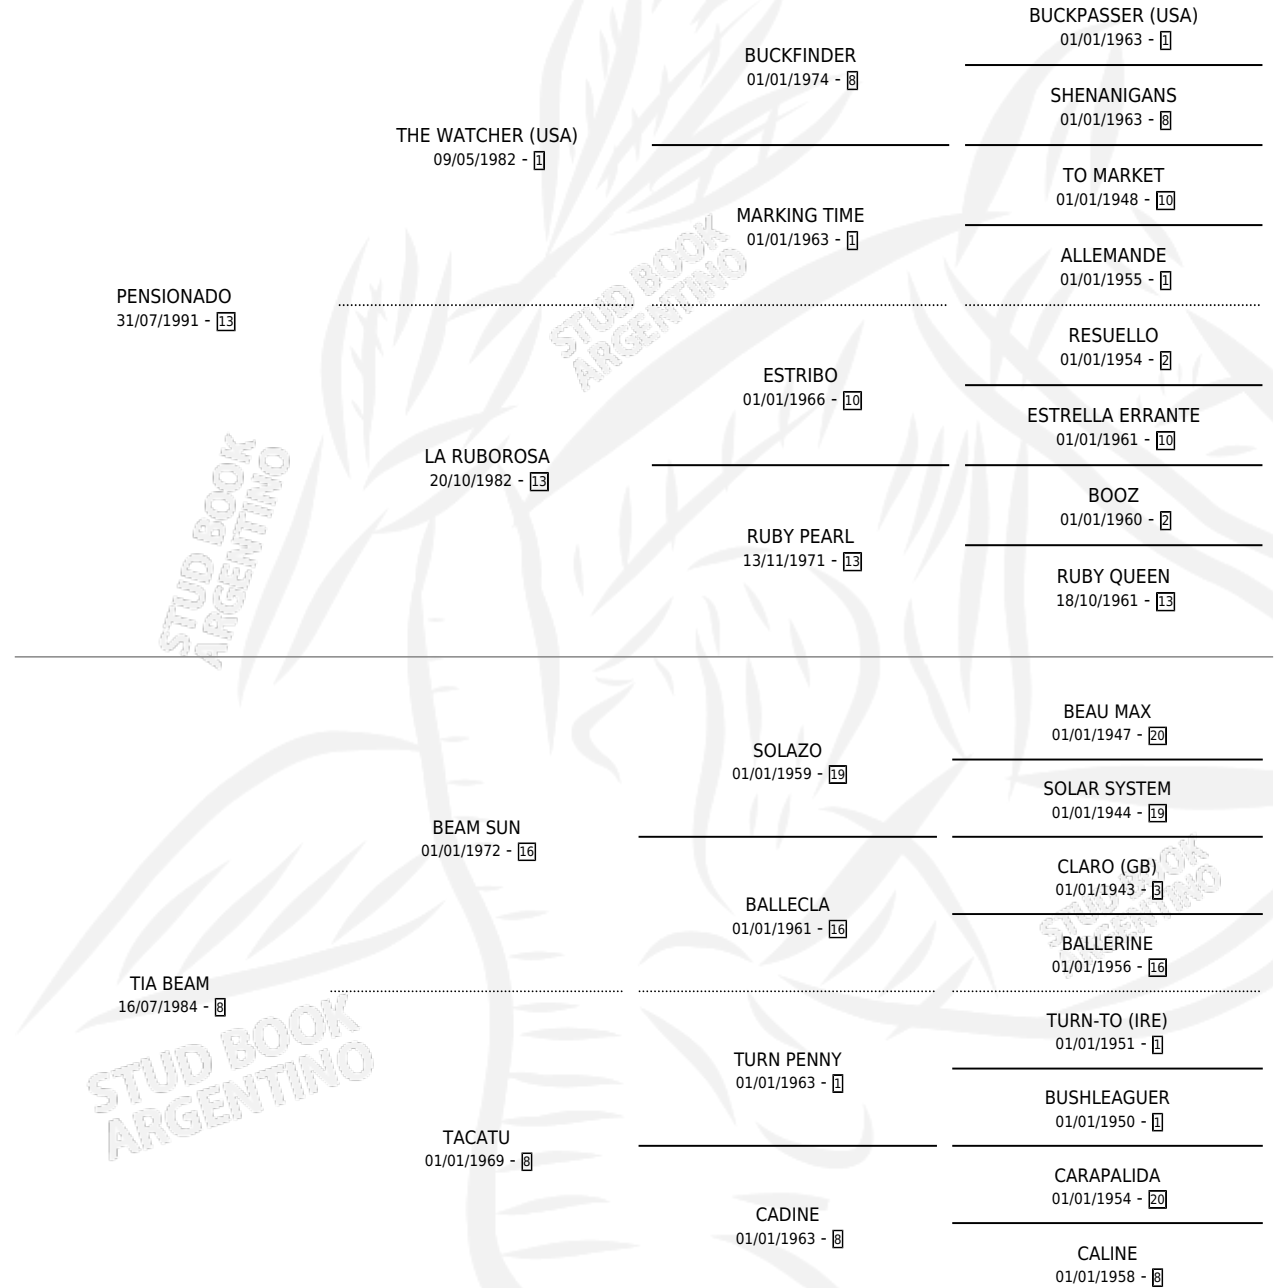 BUCKPASSER (USA)
01/01/1963 - 1
BUCKFINDER
01/01/1974 - 8
SHENANIGANS
01/01/1963 - 8
THE WATCHER (USA)
09/05/1982 - 1
TO MARKET
01/01/1948 - 10
MARKING TIME
01/01/1963 - 1
ALLEMANDE
01/01/1955 - 1
PENSIONADO
31/07/1991 - 13
RESUELLO
01/01/1954 - 2
ESTRIBO
01/01/1966 - 10
ESTRELLA ERRANTE
01/01/1961 - 10
LA RUBOROSA
20/10/1982 - 13
BOOZ
01/01/1960 - 2
RUBY PEARL
13/11/1971 - 13
RUBY QUEEN
18/10/1961 - 13
BEAU MAX
01/01/1947 - 20
SOLAZO
01/01/1959 - 19
SOLAR SYSTEM
01/01/1944 - 19
BEAM SUN
01/01/1972 - 16
CLARO (GB)
01/01/1943 - 3
BALLECLA
01/01/1961 - 16
BALLERINE
01/01/1956 - 16
TIA BEAM
16/07/1984 - 8
TURN-TO (IRE)
01/01/1951 - 1
TURN PENNY
01/01/1963 - 1
BUSHLEAGUER
01/01/1950 - 1
TACATU
01/01/1969 - 8
CARAPALIDA
01/01/1954 - 20
CADINE
01/01/1963 - 8
CALINE
01/01/1958 - 8
STUD BOOK
ARGENTINO
STUD BOOK
ARGENTINO
STUD BOOK
ARGENTINO
STUD BOOK
ARGENTINO